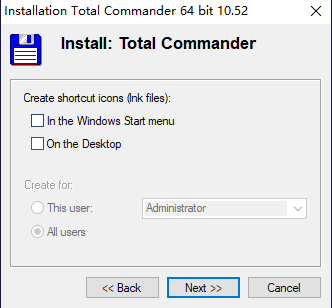 Installation Total Commander 64 bit 10.52
Install: Total Commander
Create shortcut icons (lnk files):
In the Windows Start menu
On the Desktop
Create for:
This user: Administrator
All users
<< Back Next >> Cancel